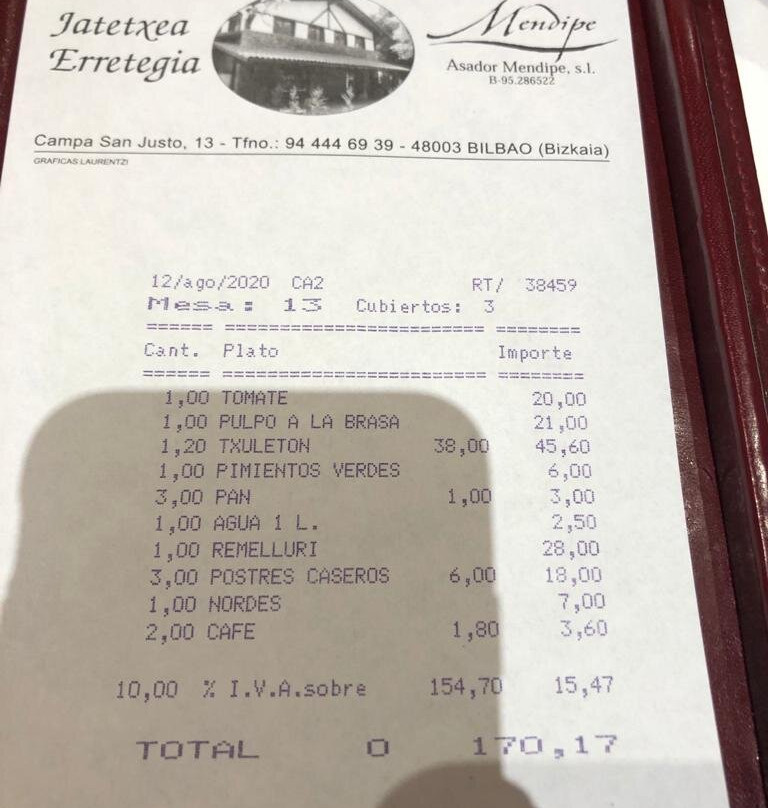 Jatetxea
Erretegia
Mendipe
Asador Mendipe, s.l.
B-95.286522
Campa San Justo, 13 - Tfno.: 94 444 69 39 - 48003 BILBAO (Bizkaia)
GRAFICAS LAURENTZI
12/ago/2020 CA2 RT/ 38459
Mesa: 13 Cubiertos: 3
====== ======================== ========
Cant. Plato Importe
====== ======================== ========
1,00 TOMATE 20,00
1,00 PULPO A LA BRASA 21,00
1,20 TXULETON 38,00 45,60
1,00 PIMIENTOS VERDES 6,00
3,00 PAN 1,00 3,00
1,00 AGUA 1 L. 2,50
1,00 REMELLURI 28,00
3,00 POSTRES CASEROS 6,00 18,00
1,00 NORDES 7,00
2,00 CAFE 1,80 3,60
10,00 % I.V.A.sobre 154,70 15,47
TOTAL 0 170,17